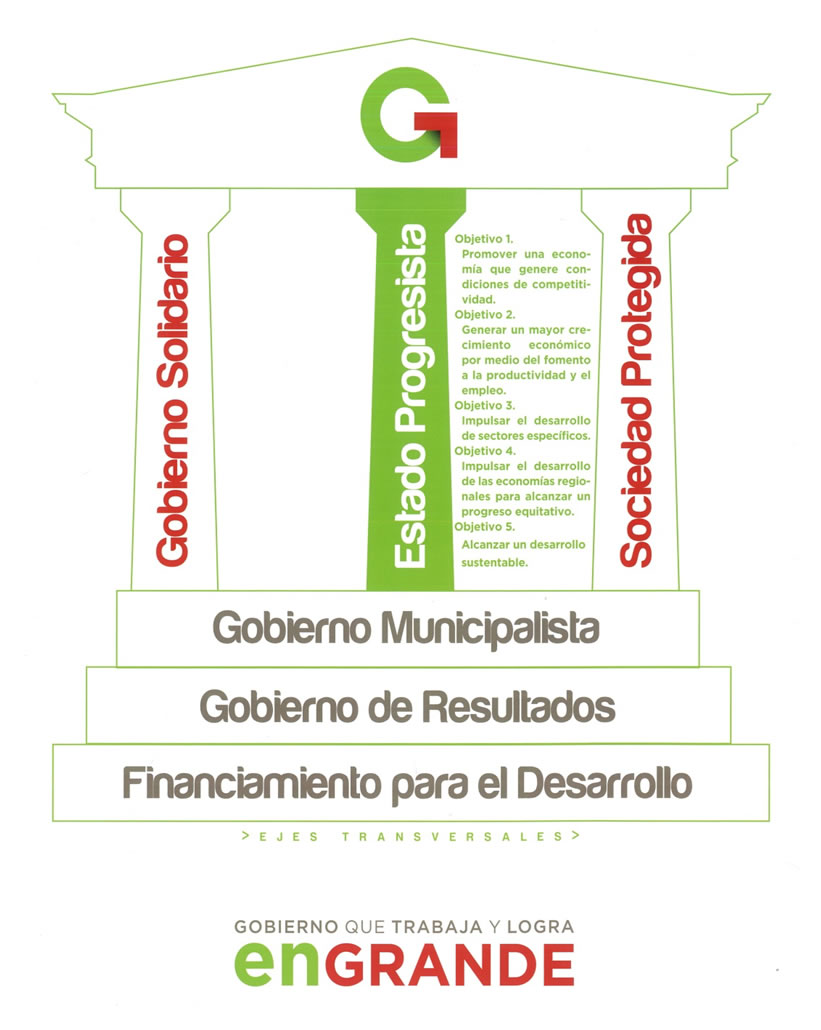 G
Gobierno Solidario
Estado Progresista
Objetivo 1.
Promover una econo-
mía que genere con-
diciones de competiti-
vidad.
Objetivo 2.
Generar un mayor cre-
cimiento económico
por medio del fomento
a la productividad y el
empleo.
Objetivo 3.
Impulsar el desarrollo
de sectores específicos.
Objetivo 4.
Impulsar el desarrollo
de las economías regio-
nales para alcanzar un
progreso equitativo.
Objetivo 5.
Alcanzar un desarrollo
sustentable.
Sociedad Protegida
Gobierno Municipalista
Gobierno de Resultados
Financiamiento para el Desarrollo
>EJES TRANSVERSALES>
GOBIERNO QUE TRABAJA Y LOGRA
enGRANDE